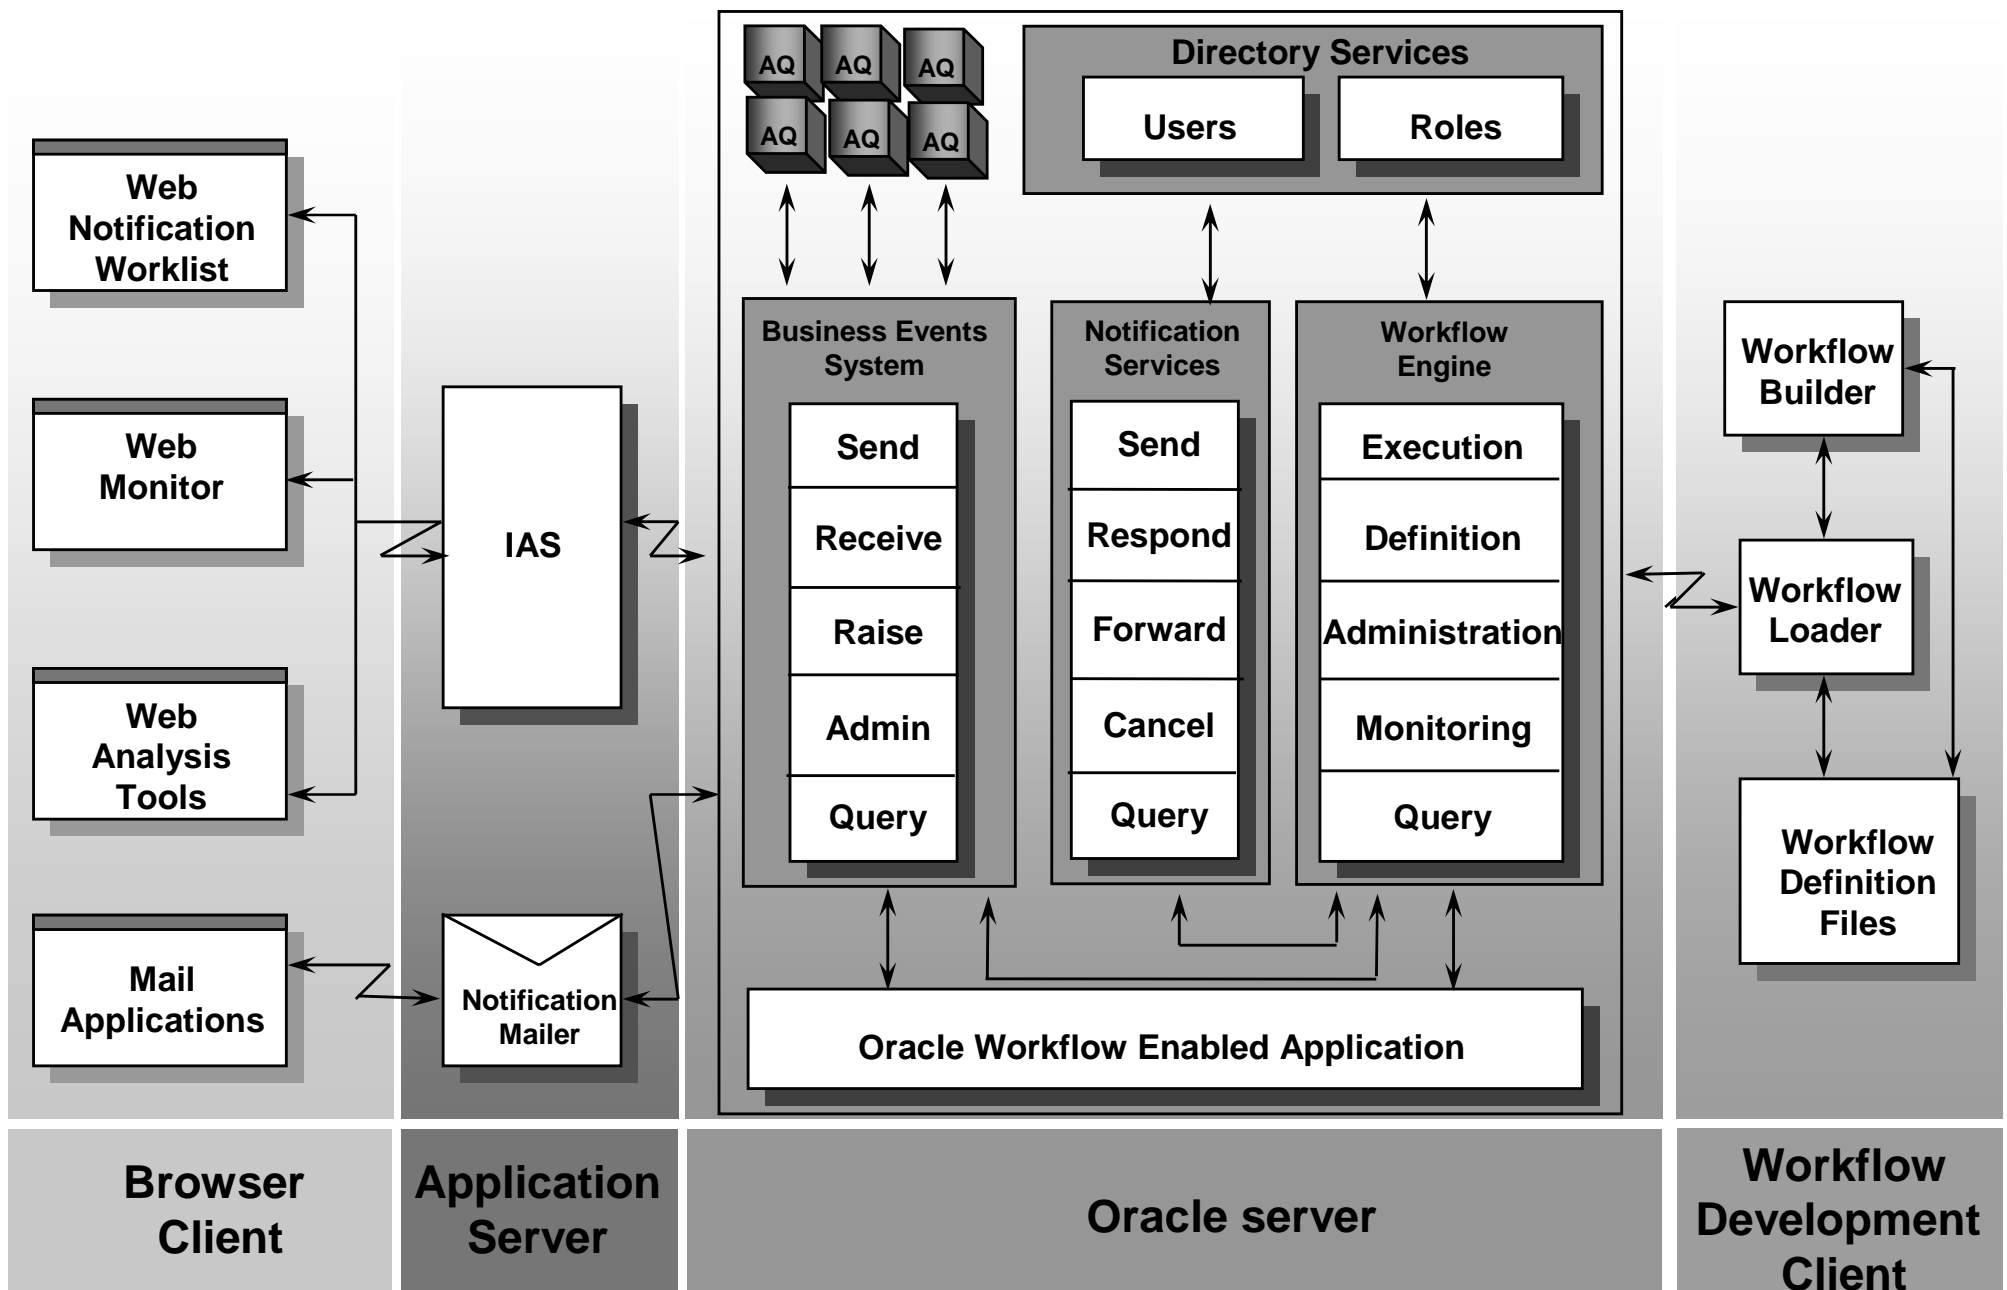 Web
Notification
Worklist
Web
Monitor
Web
Analysis
Tools
Mail
Applications
Browser
Client
IAS
Notification
Mailer
Application
Server
AQ
AQ
AQ
AQ
AQ
AQ
Directory Services
Users
Roles
Business Events
System
Send
Receive
Raise
Admin
Query
Notification
Services
Send
Respond
Forward
Cancel
Query
Workflow
Engine
Execution
Definition
Administration
Monitoring
Query
Oracle Workflow Enabled Application
Oracle server
Workflow
Builder
Workflow
Loader
Workflow
Definition
Files
Workflow
Development
Client